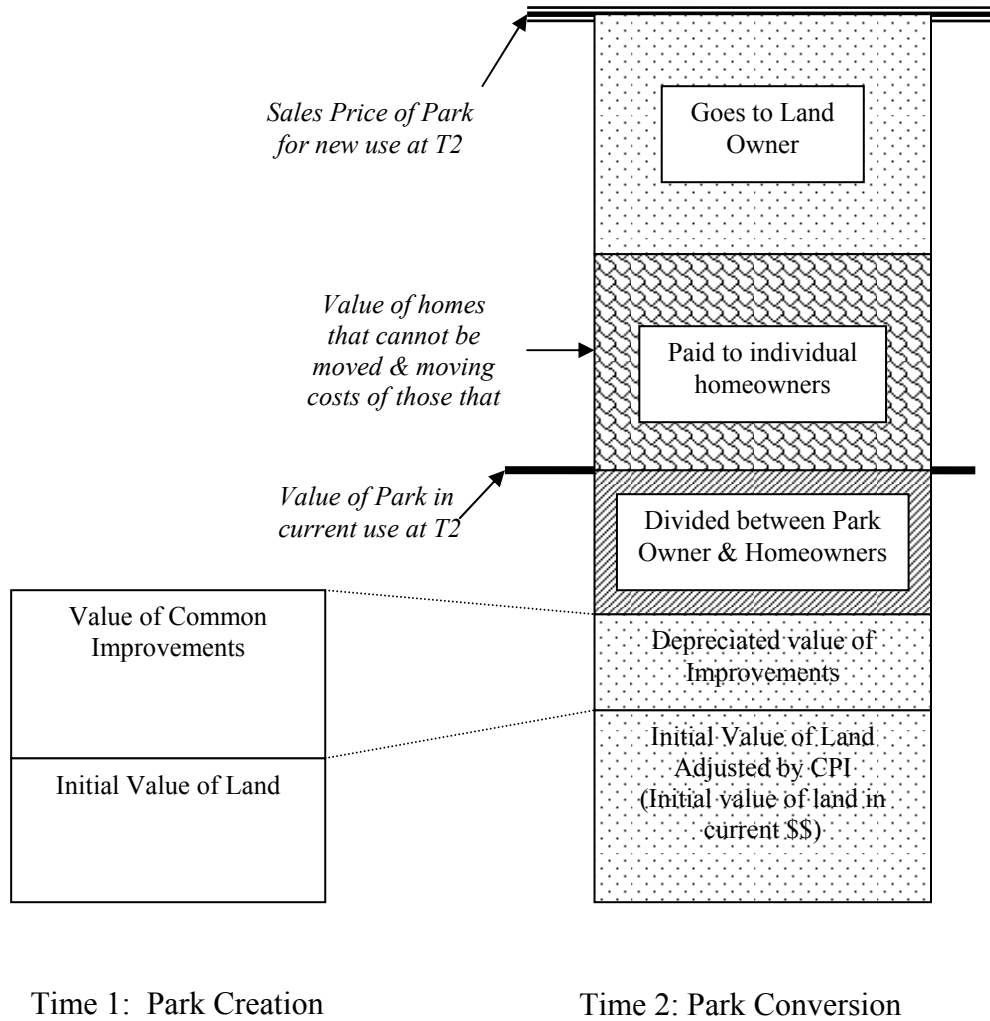 Sales Price of Park
for new use at T2
Goes to Land
Owner
Value of homes
that cannot be
moved & moving
costs of those that
Paid to individual
homeowners
Value of Park in
current use at T2
Divided between Park
Owner & Homeowners
Value of Common
Improvements
Depreciated value of
Improvements
Initial Value of Land
Initial Value of Land
Adjusted by CPI
(Initial value of land in
current $$)
Time 1: Park Creation
Time 2: Park Conversion